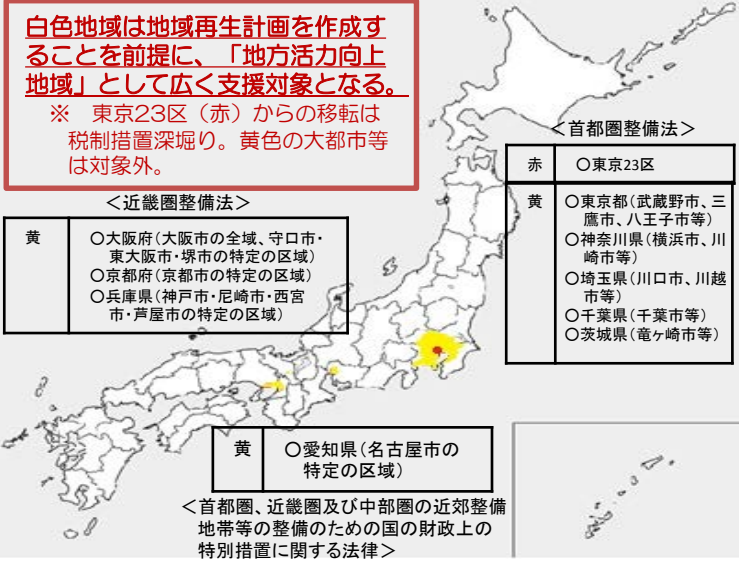 白色地域は地域再生計画を作成す
ることを前提に、「地方活力向上
地域」として広く支援対象となる。
※　東京23区（赤）からの移転は
税制措置深堀り。黄色の大都市等
は対象外。
＜近畿圏整備法＞
黄
○大阪府（大阪市の全域、守口市・
東大阪市・堺市の特定の区域）
○京都府（京都市の特定の区域）
○兵庫県（神戸市・尼崎市・西宮
市・芦屋市の特定の区域）
＜首都圏整備法＞
赤
○東京23区
黄
○東京都（武蔵野市、三
鷹市、八王子市等）
○神奈川県（横浜市、川
崎市等）
○埼玉県（川口市、川越
市等）
○千葉県（千葉市等）
○茨城県（竜ヶ崎市等）
黄
○愛知県（名古屋市の
特定の区域）
＜首都圏、近畿圏及び中部圏の近郊整備
地帯等の整備のための国の財政上の
特別措置に関する法律＞